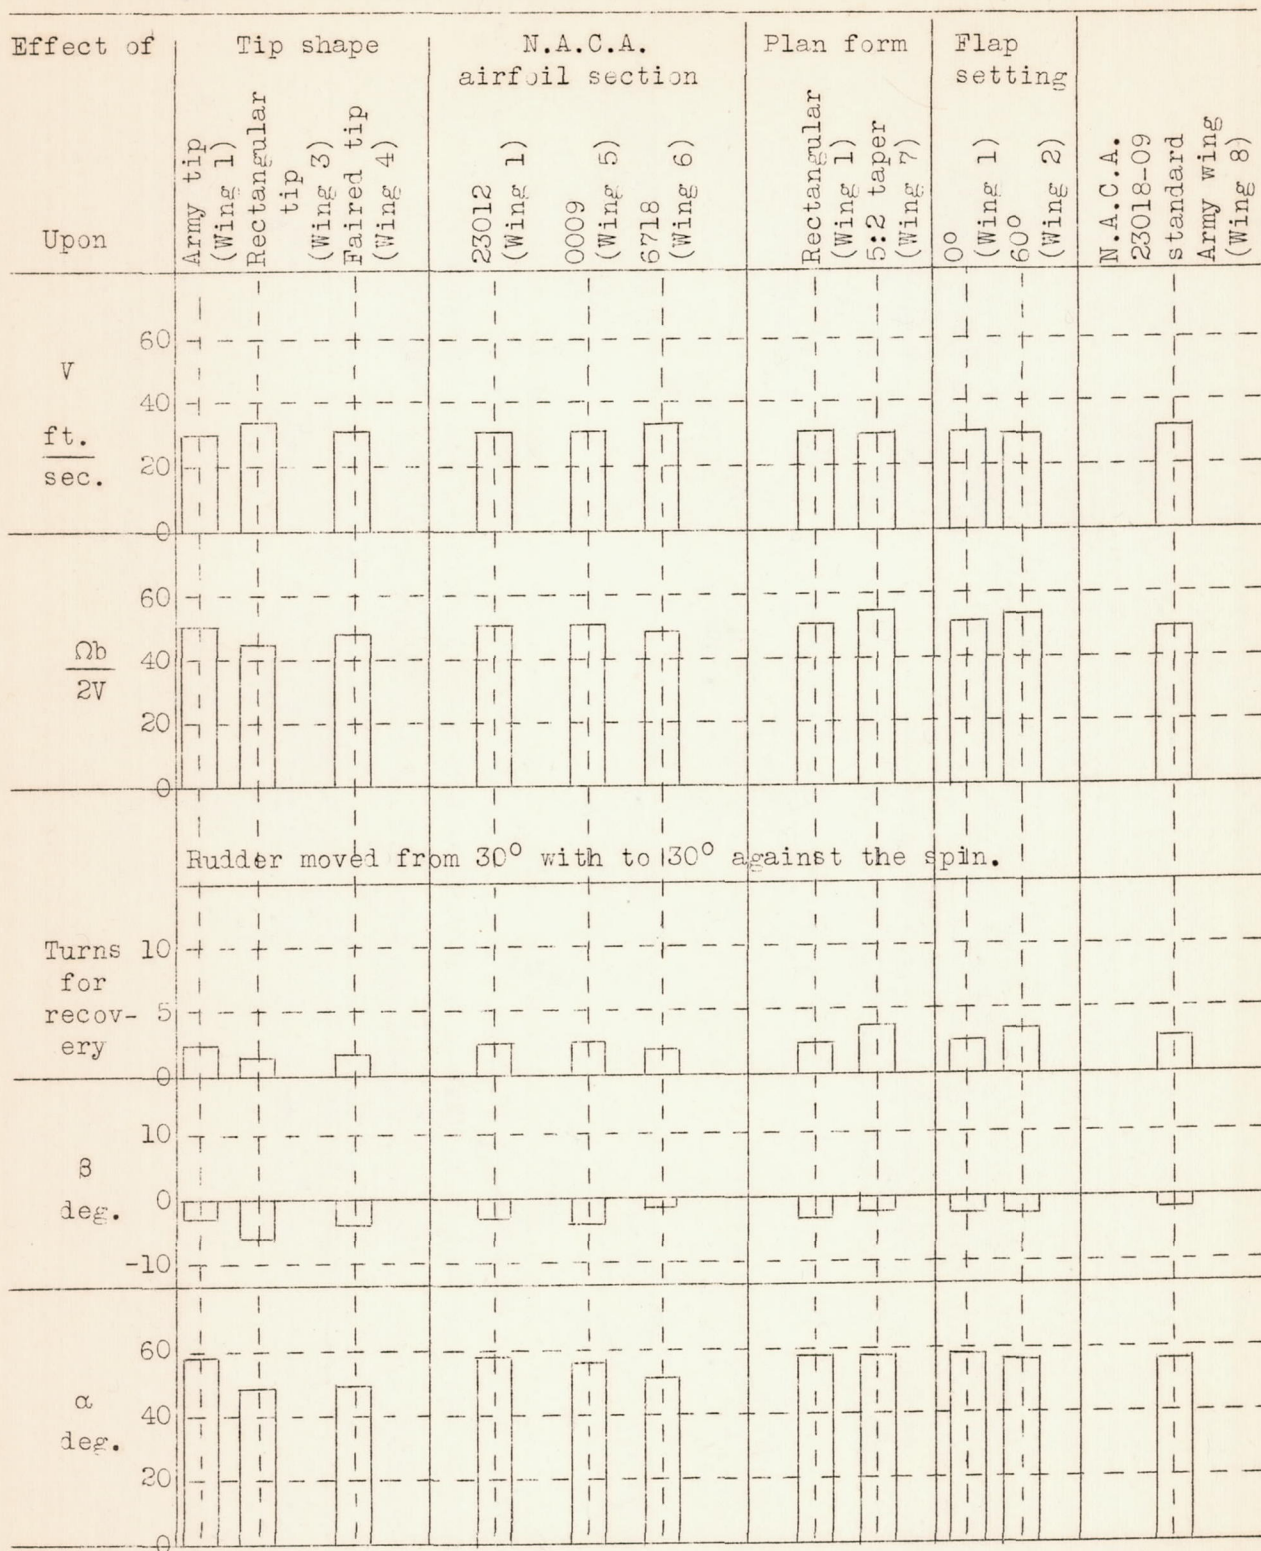 Effect of
Tip shape
N.A.C.A.
airfoil section
Plan form
Flap
setting
Upon
Army tip
(Wing 1)
Rectangular
tip
(Wing 3)
Faired tip
(Wing 4)
23012
(Wing 1)
0009
(Wing 5)
6718
(Wing 6)
Rectangular
(Wing 1)
5:2 taper
(Wing 7)
0°
(Wing 1)
60°
(Wing 2)
N.A.C.A.
23018-09
standard
Army wing
(Wing 8)
V
ft.
sec.
60
40
20
0
Ωb
2V
60
40
20
0
Rudder moved from 30° with to 30° against the spin.
Turns
for
recov-
ery
10
5
0
β
deg.
10
0
-10
α
deg.
60
40
20
0